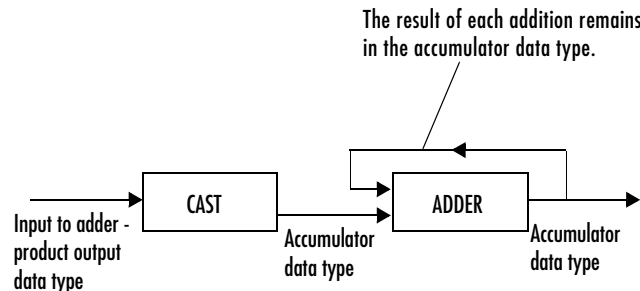 The result of each addition remains
in the accumulator data type.
CAST
ADDER
Input to adder -
product output
data type
Accumulator
data type
Accumulator
data type